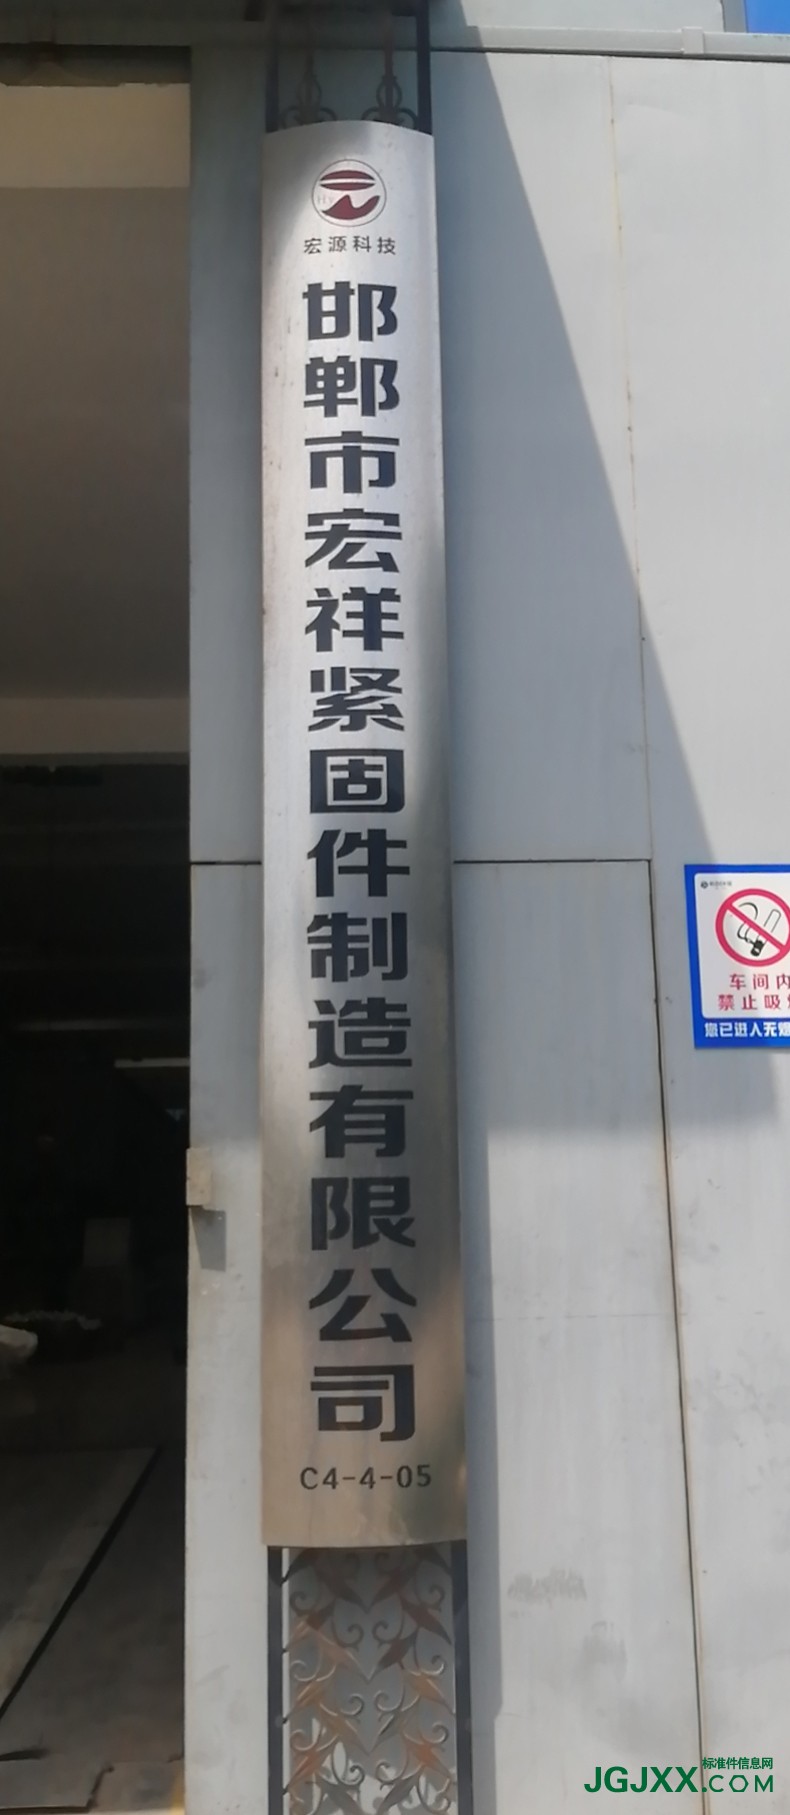 宏源科技
邯郸市宏祥紧固件制造有限公司
C4-4-05
车间内
禁止吸
您已进入无烟
标准件信息网
JGJXX.COM